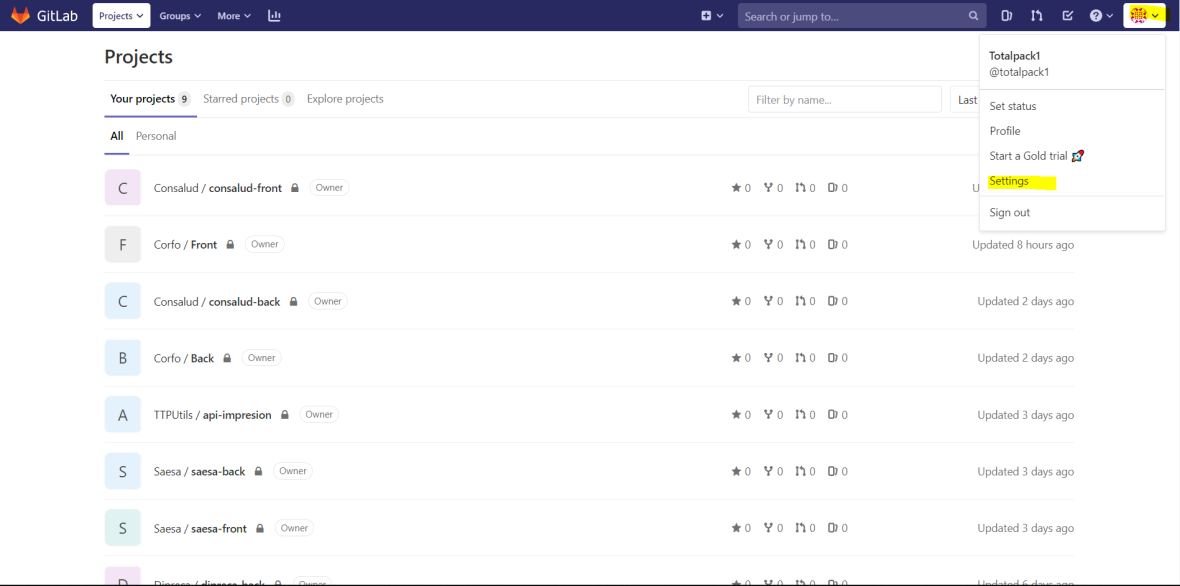 GitLab Projects Groups More Search or jump to...
Projects
Totalpack1
@totalpack1
Your projects 9 Starred projects 0 Explore projects Filter by name... Last
Set status
All Personal
Profile
Start a Gold trial
Settings
Sign out
C Consalud / consalud-front Owner 0 0 0 0 U
F Corfo / Front Owner 0 0 0 0 Updated 8 hours ago
C Consalud / consalud-back Owner 0 0 0 0 Updated 2 days ago
B Corfo / Back Owner 0 0 0 0 Updated 2 days ago
A TTPUtils / api-impresion Owner 0 0 0 0 Updated 3 days ago
S Saesa / saesa-back Owner 0 0 0 0 Updated 3 days ago
S Saesa / saesa-front Owner 0 0 0 0 Updated 3 days ago
D Dipreca / dipreca-back Owner 0 0 0 0 Updated 6 days ago